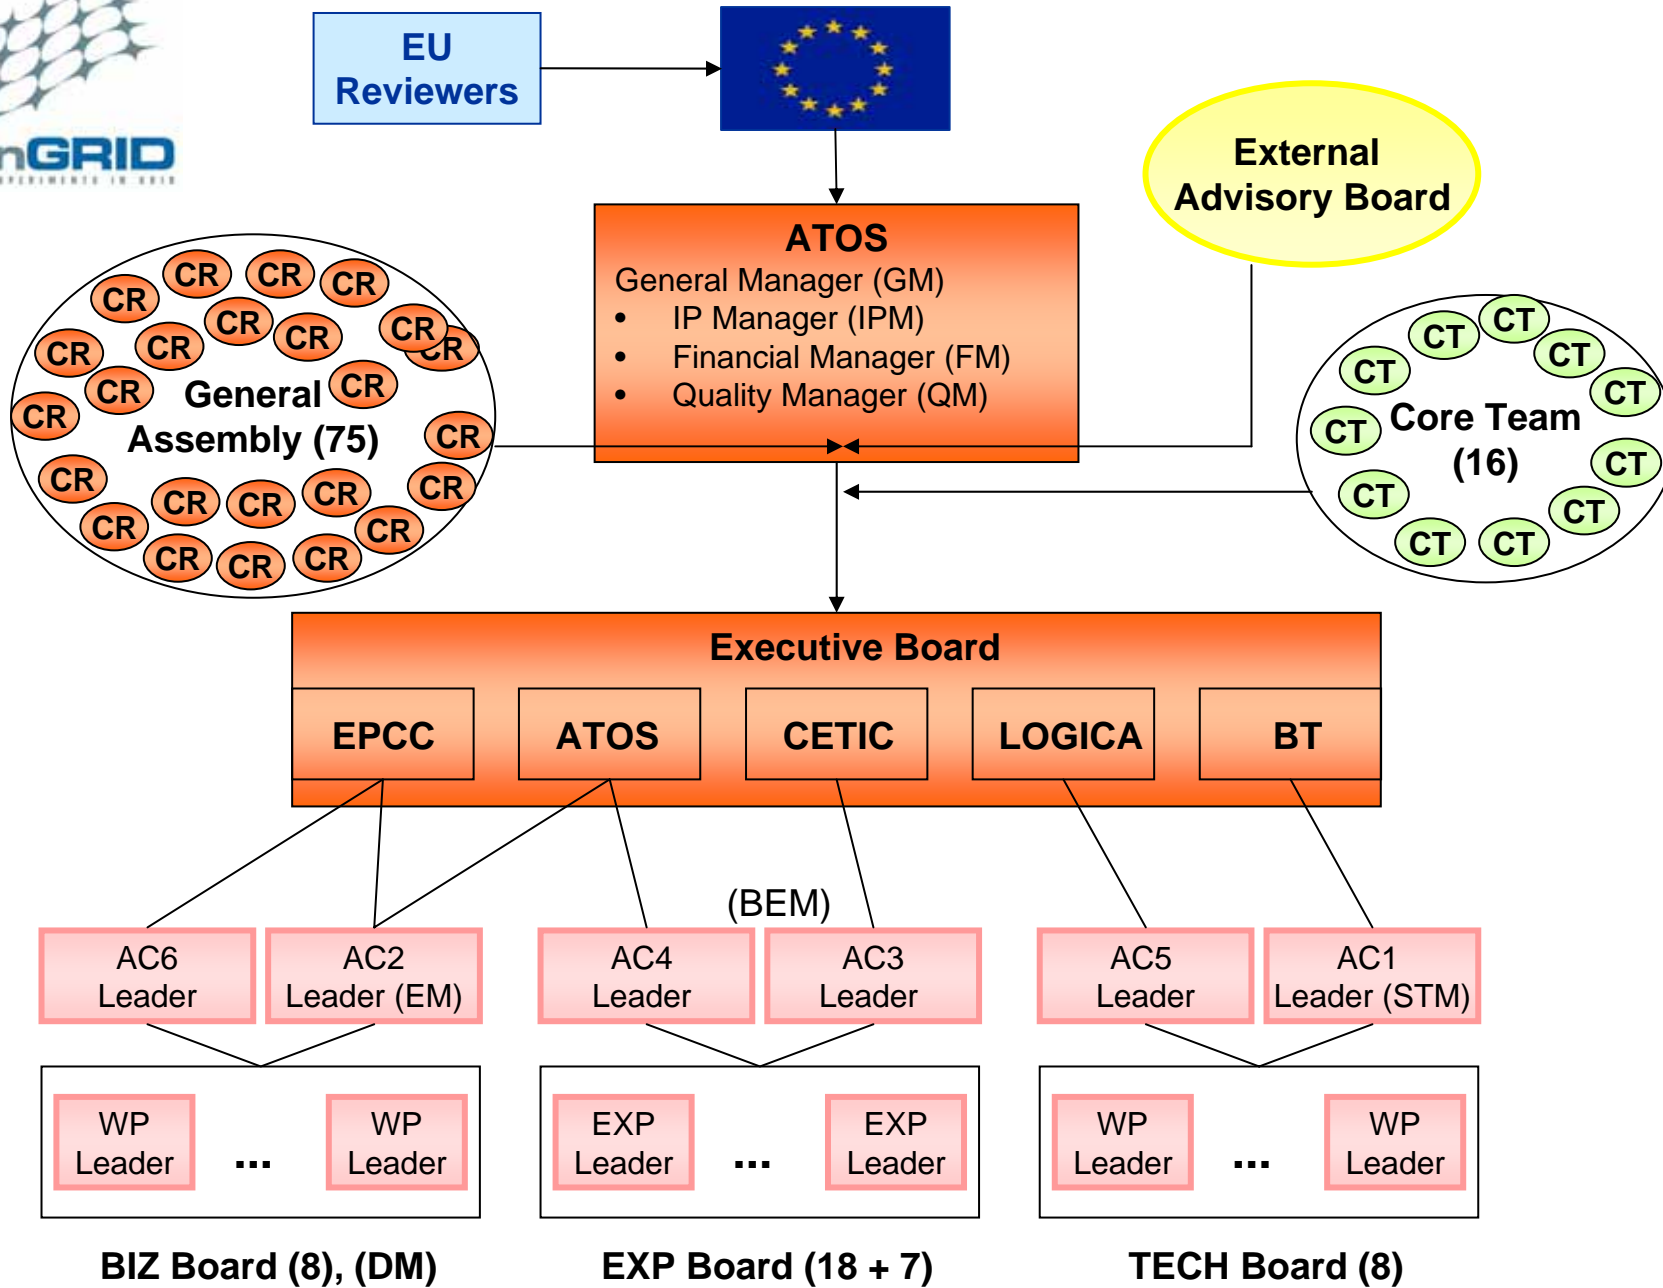 EU
Reviewers
nGRID
EXPERIMENTS IN GRID
External
Advisory Board
ATOS
General Manager (GM)
• IP Manager (IPM)
• Financial Manager (FM)
• Quality Manager (QM)
CR
CR
CR
CR
CR
CR
CR
CR
CR
CR
CR
CR
CR
CR
General
Assembly (75)
CR
CR
CR
CR
CR
CR
CR
CR
CR
CR
CR
CT
CT
CT
CT
CT
CT
Core Team
(16)
CT
CT
CT
CT
CT
Executive Board
EPCC
ATOS
CETIC
LOGICA
BT
(BEM)
AC6
Leader
AC2
Leader (EM)
AC4
Leader
AC3
Leader
AC5
Leader
AC1
Leader (STM)
WP
Leader
...
WP
Leader
EXP
Leader
...
EXP
Leader
WP
Leader
...
WP
Leader
BIZ Board (8), (DM)
EXP Board (18 + 7)
TECH Board (8)